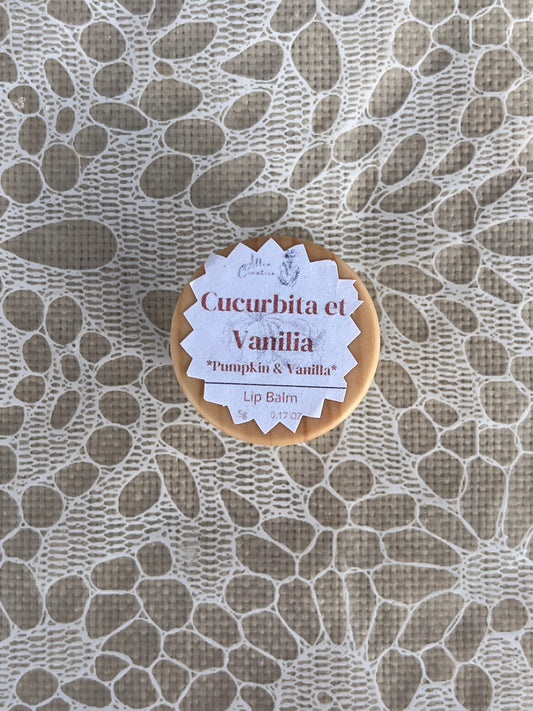 Cucurbita et
Vanilia
*Pumpkin & Vanilla*
Lip Balm
5g 0.17 OZ